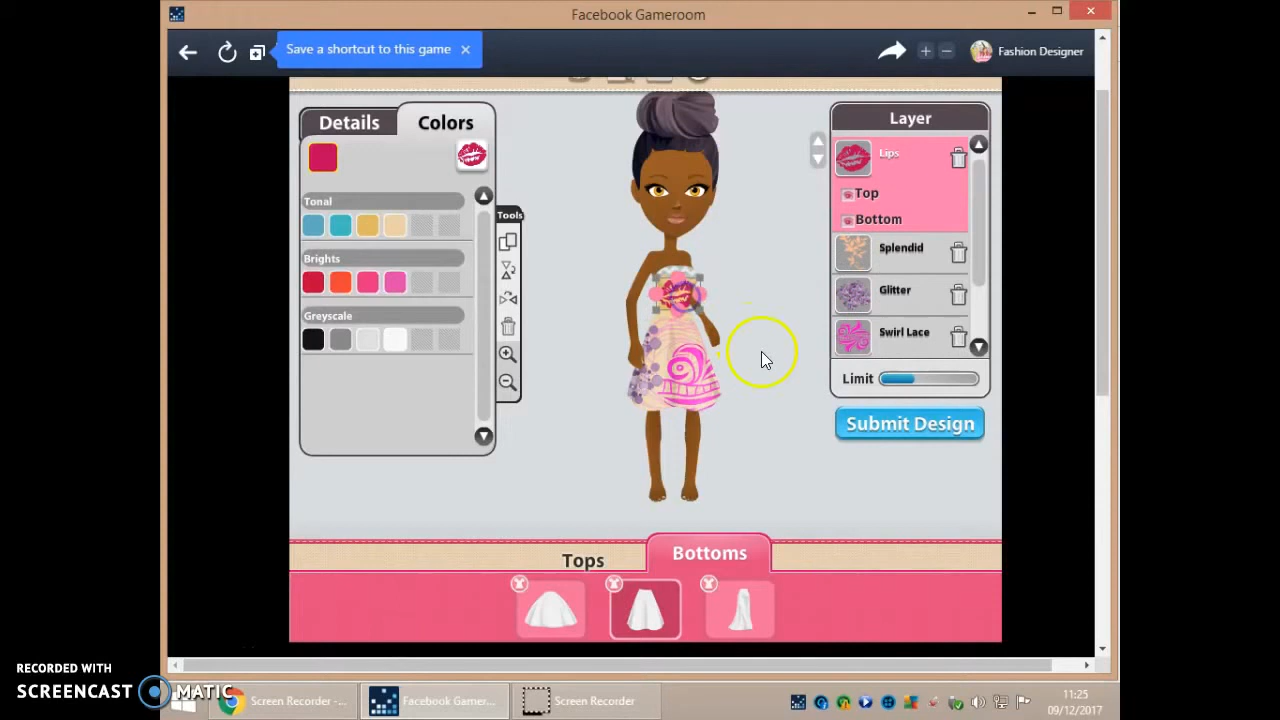 Facebook Gameroom
Save a shortcut to this game
Fashion Designer
Details
Colors
Tonal
Brights
Greyscale
Tools
Layer
Lips
Top
Bottom
Splendid
Glitter
Swirl Lace
Limit
Submit Design
Tops
Bottoms
RECORDED WITH
SCREENCAST MATIC
Screen Recorder -...
Facebook Gamer...
Screen Recorder
11:25
09/12/2017